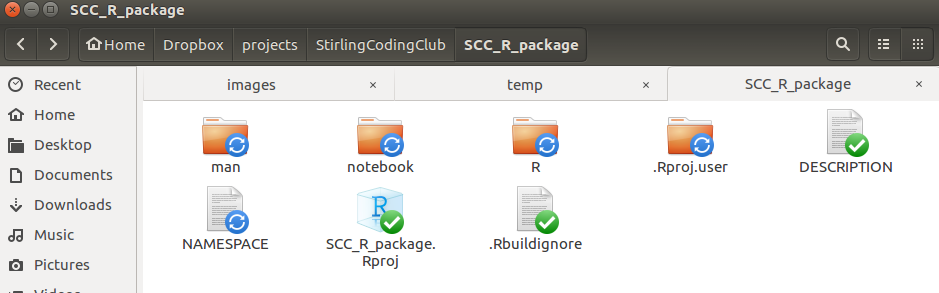 SCC_R_package
Home Dropbox projects StirlingCodingClub SCC_R_package
Recent
Home
Desktop
Documents
Downloads
Music
Pictures
Videos
images × temp × SCC_R_package ×
man notebook R .Rproj.user DESCRIPTION
NAMESPACE SCC_R_package. .Rbuildignore
Rproj